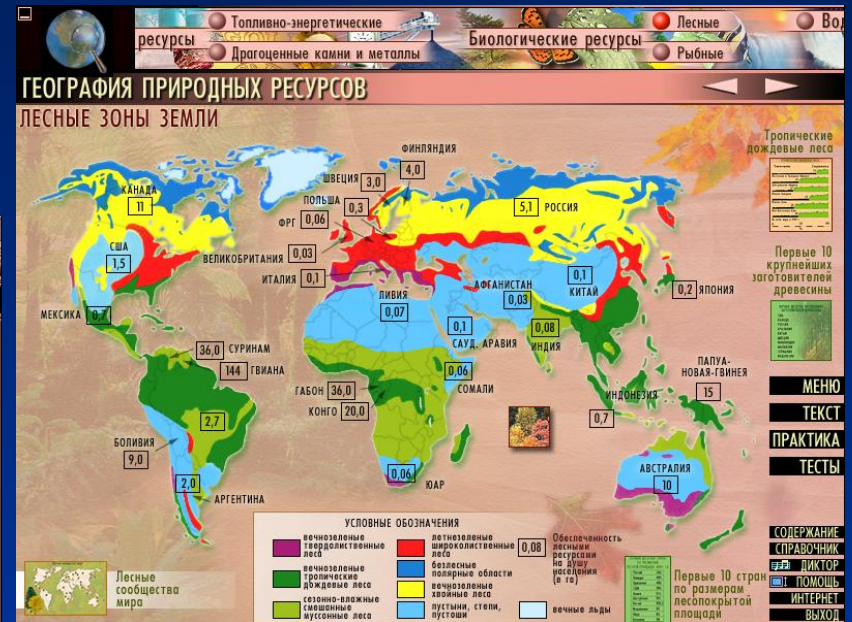 Топливно-энергетические
Лесные
ресурсы
Биологические ресурсы
Драгоценные камни и металлы
Рыбные
ГЕОГРАФИЯ ПРИРОДНЫХ РЕСУРСОВ
ЛЕСНЫЕ ЗОНЫ ЗЕМЛИ
Тропические
дождевые леса
ФИНЛЯНДИЯ
4,0
ШВЕЦИЯ
3,0
КАНАДА
11
ПОЛЬША
0,3
5,1
РОССИЯ
ФРГ
0,06
США
1,5
ВЕЛИКОБРИТАНИЯ
0,03
Первые 10
крупнейших
заготовителей
древесины
ИТАЛИЯ
0,1
ЛИВИЯ
0,07
АФГАНИСТАН
0,03
0,1
КИТАЙ
0,2
ЯПОНИЯ
МЕКСИКА
0,7
0,1
САУД. АРАВИЯ
0,08
ИНДИЯ
36,0
СУРИНАМ
144
ГВИАНА
0,06
СОМАЛИ
ПАПУА-
НОВАЯ-ГВИНЕЯ
15
ГАБОН
36,0
КОНГО
20,0
ИНДОНЕЗИЯ
0,7
2,7
БОЛИВИЯ
9,0
2,0
АРГЕНТИНА
0,06
ЮАР
АВСТРАЛИЯ
10
МЕНЮ
ТЕКСТ
ПРАКТИКА
ТЕСТЫ
УСЛОВНЫЕ ОБОЗНАЧЕНИЯ
вечнозеленые
твердолиственные
леса
вечнозеленые
тропические
дождевые леса
сезонно-влажные
смешанные
муссонные леса
летнезеленые
широколиственные
леса
безлесные
полярные области
вечнозеленые
хвойные леса
пустыни, степи,
пустоши
0,08
Обеспеченность
лесными
ресурсами
на душу
населения
(в га)
вечные льды
Лесные
сообщества
мира
Первые 10 стран
по размерам
лесопокрытой
площади
СОДЕРЖАНИЕ
СПРАВОЧНИК
ДИКТОР
ПОМОЩЬ
ИНТЕРНЕТ
ВЫХОД